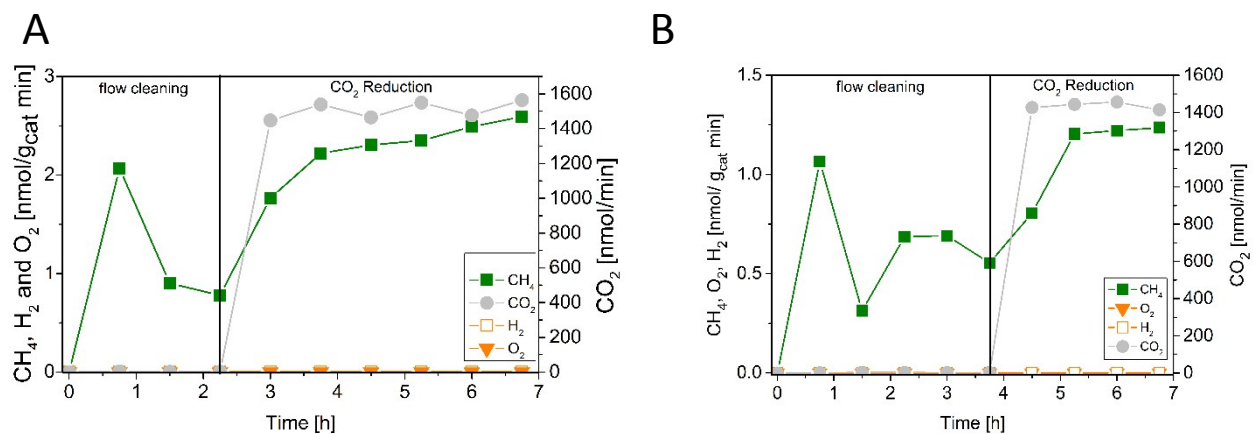 A
flow cleaning
CO2 Reduction
3
2
1
0
CH4, H2 and O2 [nmol/gcat min]
1600
1400
1200
1000
800
600
400
200
0
CO2 [nmol/min]
CH4
CO2
H2
O2
0 1 2 3 4 5 6 7
Time [h]
B
flow cleaning
CO2 Reduction
1.5
1.0
0.5
0.0
CH4, O2, H2 [nmol/ gcat min]
1600
1400
1200
1000
800
600
400
200
0
CO2 [nmol/min]
CH4
O2
H2
CO2
0 1 2 3 4 5 6 7
Time [h]